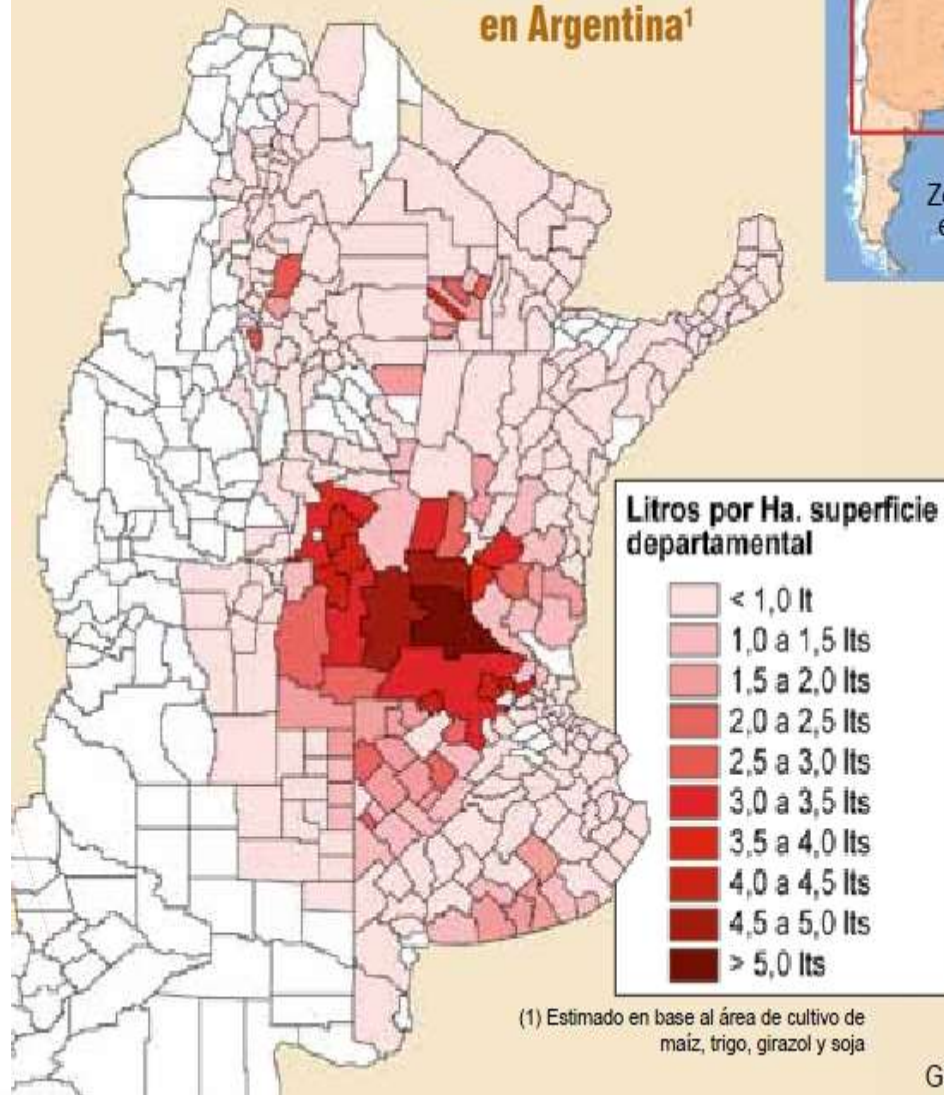 en Argentina¹
Litros por Ha. superficie
departamental
< 1,0 lt
1,0 a 1,5 lts
1,5 a 2,0 lts
2,0 a 2,5 lts
2,5 a 3,0 lts
3,0 a 3,5 lts
3,5 a 4,0 lts
4,0 a 4,5 lts
4,5 a 5,0 lts
> 5,0 lts
(1) Estimado en base al área de cultivo de
maíz, trigo, girazol y soja